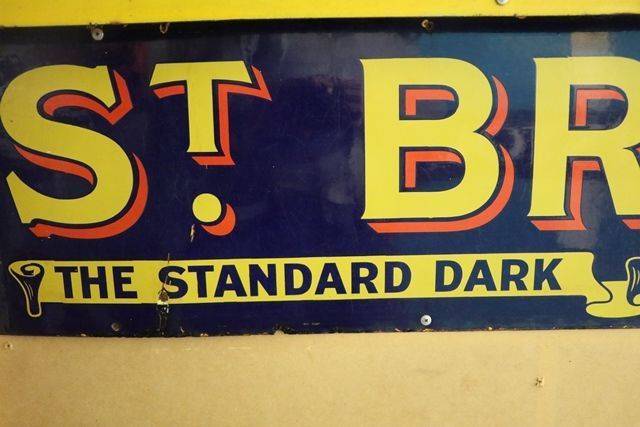 ST. BR
THE STANDARD DARK